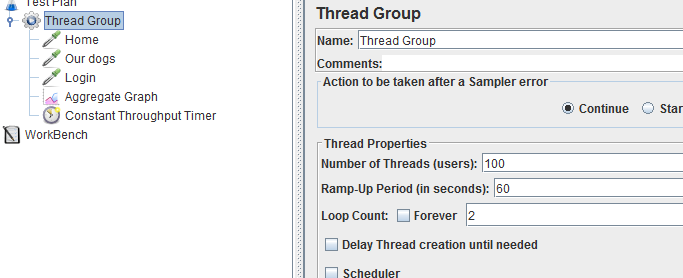 Test Plan
Thread Group
Home
Our dogs
Login
Aggregate Graph
Constant Throughput Timer
WorkBench
Thread Group
Name: Thread Group
Comments:
Action to be taken after a Sampler error
Continue Star
Thread Properties
Number of Threads (users): 100
Ramp-Up Period (in seconds): 60
Loop Count: Forever 2
Delay Thread creation until needed
Scheduler